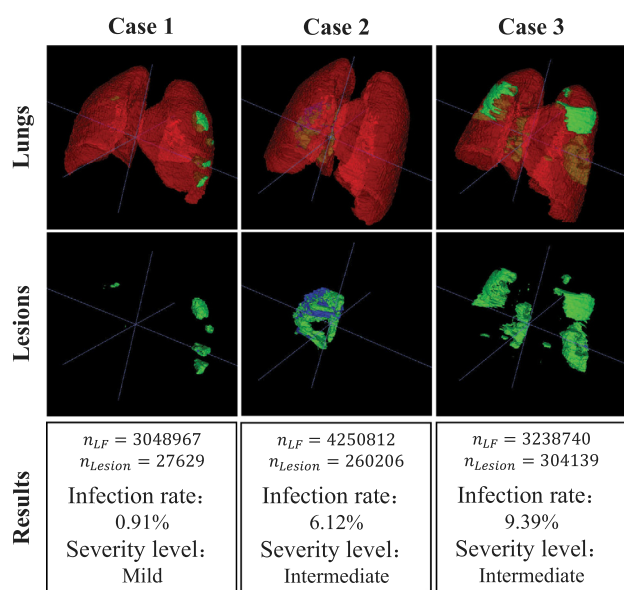 Case 1
Case 2
Case 3
Lungs
Lesions
Results
n_LF = 3048967
n_Lesion = 27629
Infection rate：
0.91%
Severity level：
Mild
n_LF = 4250812
n_Lesion = 260206
Infection rate：
6.12%
Severity level：
Intermediate
n_LF = 3238740
n_Lesion = 304139
Infection rate：
9.39%
Severity level：
Intermediate